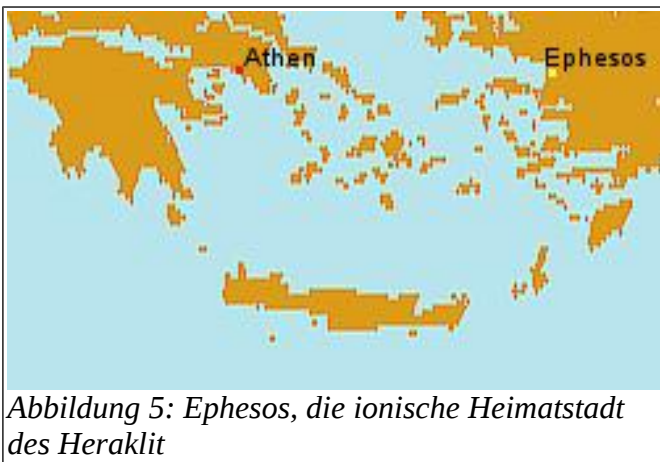 Athen
Ephesos
Abbildung 5: Ephesos, die ionische Heimatstadt
des Heraklit